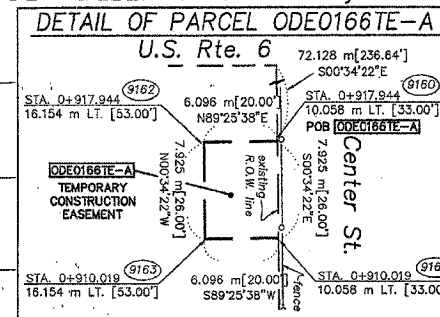 DETAIL OF PARCEL ODE0166TE-A
U.S. Rte. 6
72.128 m[236.64']
S00°34'22"E
9162
9160
STA. 0+917.944
16.154 m LT. [53.00']
6.096 m[20.00']
N89°25'38"E
STA. 0+917.944
10.058 m LT. [33.00']
POB ODE0166TE-A
ODE0166TE-A
TEMPORARY
CONSTRUCTION
EASEMENT
7.925 m[26.00']
N00°34'22"W
existing
R.O.W. line
7.925 m[26.00']
S00°34'22"E
Center St.
9163
STA. 0+910.019
16.154 m LT. [53.00']
6.096 m[20.00']
S89°25'38"W
fence
STA. 0+910.019
10.058 m LT. [33.00